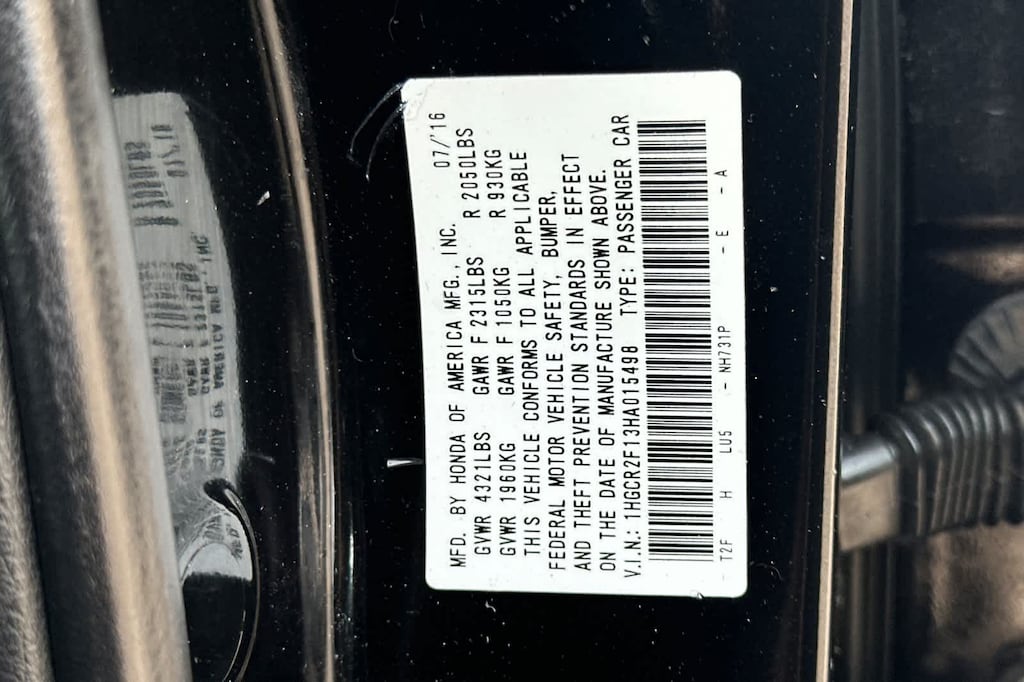 MFD. BY HONDA OF AMERICA MFG., INC. 07/'16
GVWR 4321LBS GAWR F 2315LBS R 2050LBS
GVWR 1960KG GAWR F 1050KG R 930KG
THIS VEHICLE CONFORMS TO ALL APPLICABLE
FEDERAL MOTOR VEHICLE SAFETY, BUMPER,
AND THEFT PREVENTION STANDARDS IN EFFECT
ON THE DATE OF MANUFACTURE SHOWN ABOVE.
V.I.N.: 1HGCR2F13HA015498 TYPE: PASSENGER CAR
T2F H LU5 - NH731P - E - A